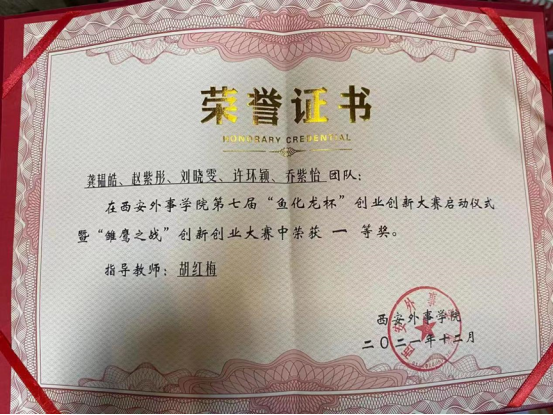 荣誉证书
HONORARY CREDENTIAL
龚韫皓、赵紫彤、刘晓雯、许环颖、乔紫怡团队：
在西安外事学院第七届“鱼化龙杯”创业创新大赛启动仪式
暨“雏鹰之战”创新创业大赛中荣获 一 等奖。
指导教师：胡红梅
西安外事学院
二〇二一年十二月